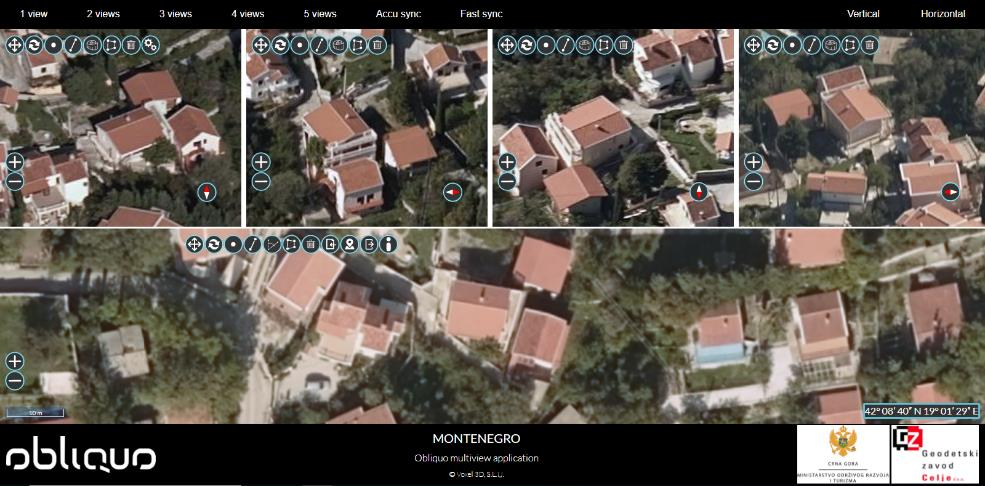 1 view 2 views 3 views 4 views 5 views Accu sync Fast sync Vertical Horizontal
10 m
42° 08' 40" N 19° 01' 29" E
obliquo
MONTENEGRO
Obliquo multiview application
© Voxel 3D, S.L.U.
CRNA GORA
MINISTARSTVO ODRŽIVOG RAZVOJA
I TURIZMA
GZ
Geodetski
zavod
Celje d.o.o.